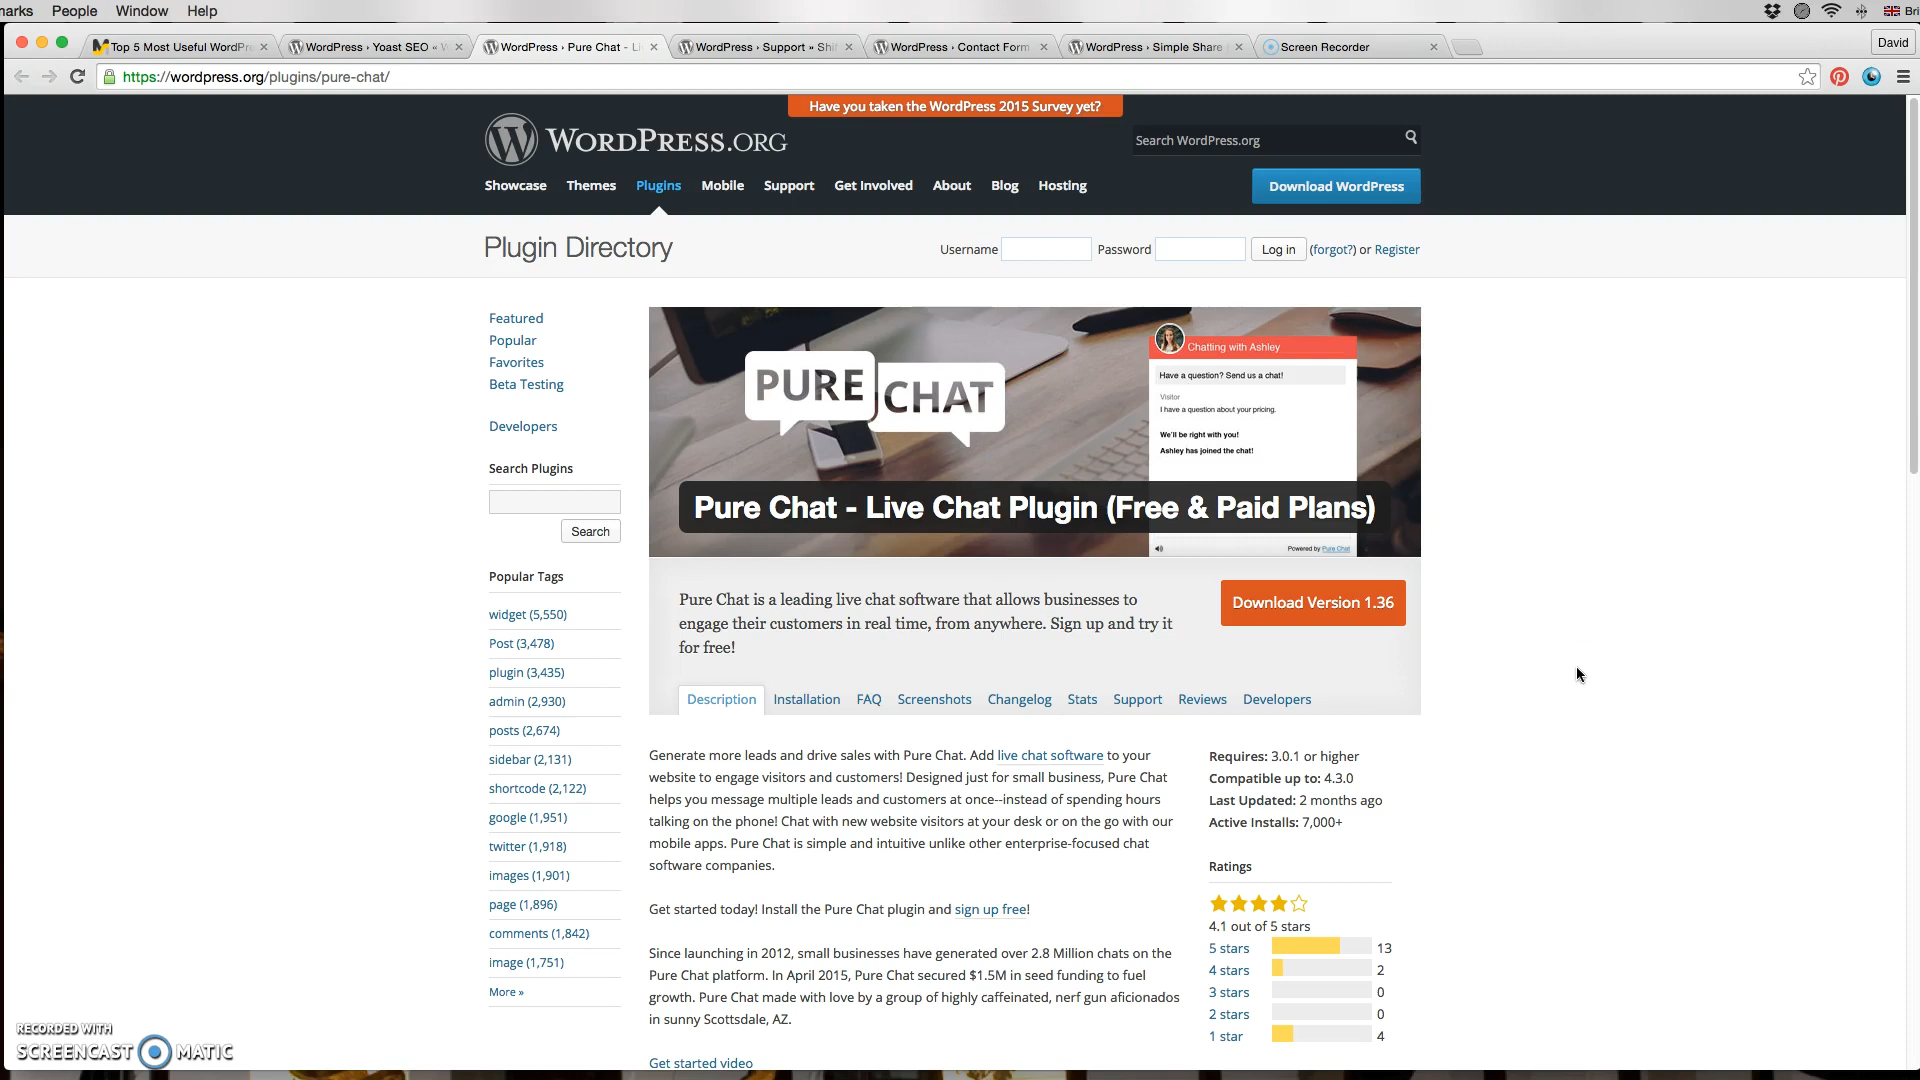 marks People Window Help Bri
Top 5 Most Useful WordPr WordPress › Yoast SEO « W WordPress › Pure Chat - Li WordPress › Support » Shi WordPress › Contact Form WordPress › Simple Share Screen Recorder David
https://wordpress.org/plugins/pure-chat/
Have you taken the WordPress 2015 Survey yet?
WORDPRESS.ORG
Search WordPress.org
Showcase Themes Plugins Mobile Support Get Involved About Blog Hosting
Download WordPress
Plugin Directory
Username Password Log in (forgot?) or Register
Featured
Popular
Favorites
Beta Testing
Developers
Search Plugins
Search
Popular Tags
widget (5,550)
Post (3,478)
plugin (3,435)
admin (2,930)
posts (2,674)
sidebar (2,131)
shortcode (2,122)
google (1,951)
twitter (1,918)
images (1,901)
page (1,896)
comments (1,842)
image (1,751)
More »
PURE CHAT
Chatting with Ashley
Have a question? Send us a chat!
Visitor
I have a question about your pricing.
We'll be right with you!
Ashley has joined the chat!
Pure Chat - Live Chat Plugin (Free & Paid Plans)
Powered by Pure Chat
Pure Chat is a leading live chat software that allows businesses to
engage their customers in real time, from anywhere. Sign up and try it
for free!
Download Version 1.36
Description Installation FAQ Screenshots Changelog Stats Support Reviews Developers
Generate more leads and drive sales with Pure Chat. Add live chat software to your
website to engage visitors and customers! Designed just for small business, Pure Chat
helps you message multiple leads and customers at once--instead of spending hours
talking on the phone! Chat with new website visitors at your desk or on the go with our
mobile apps. Pure Chat is simple and intuitive unlike other enterprise-focused chat
software companies.
Get started today! Install the Pure Chat plugin and sign up free!
Since launching in 2012, small businesses have generated over 2.8 Million chats on the
Pure Chat platform. In April 2015, Pure Chat secured $1.5M in seed funding to fuel
growth. Pure Chat made with love by a group of highly caffeinated, nerf gun aficionados
in sunny Scottsdale, AZ.
Get started video
Requires: 3.0.1 or higher
Compatible up to: 4.3.0
Last Updated: 2 months ago
Active Installs: 7,000+
Ratings
4.1 out of 5 stars
5 stars 13
4 stars 2
3 stars 0
2 stars 0
1 star 4
RECORDED WITH
SCREENCAST MATIC